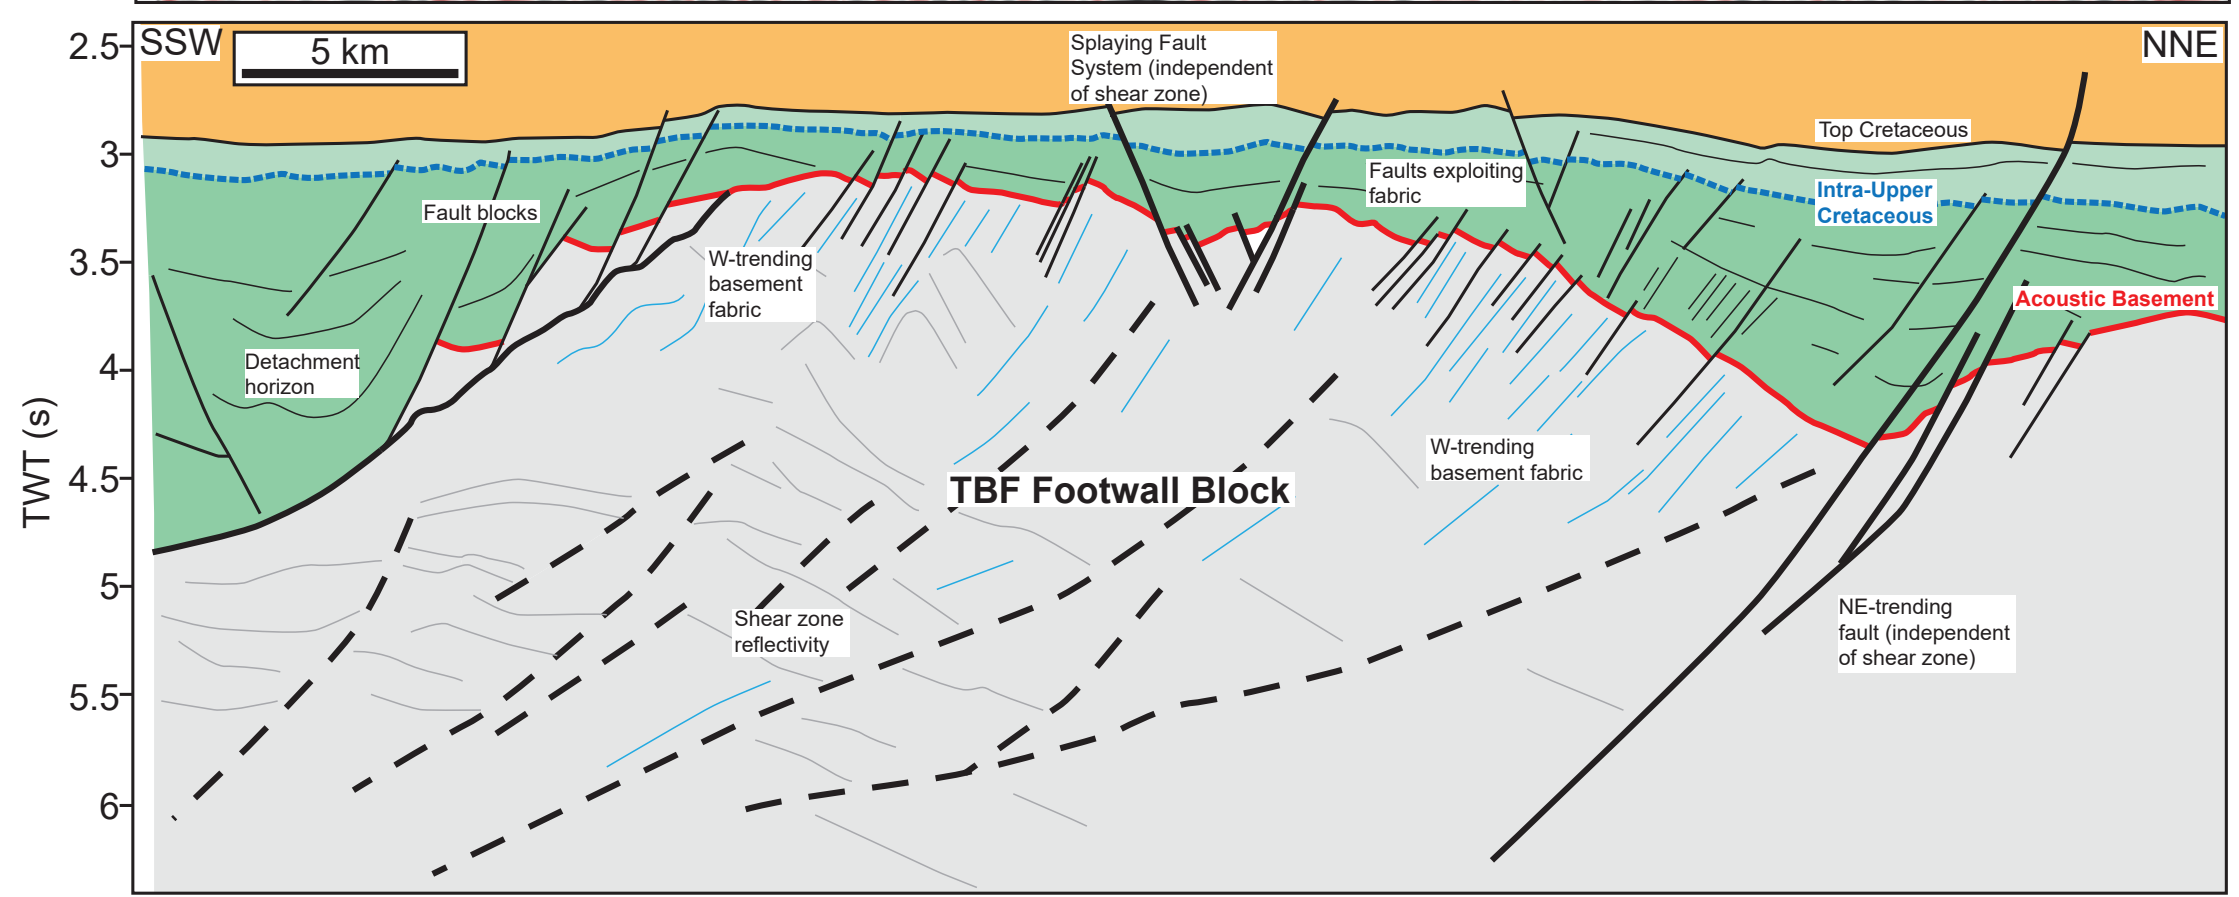 SSW
5 km
Splaying Fault
System (independent
of shear zone)
NNE
2.5
3
3.5
4
4.5
5
5.5
6
TWT (s)
Top Cretaceous
Intra-Upper
Cretaceous
Faults exploiting
fabric
Fault blocks
W-trending
basement
fabric
Acoustic Basement
Detachment
horizon
W-trending
basement fabric
TBF Footwall Block
Shear zone
reflectivity
NE-trending
fault (independent
of shear zone)